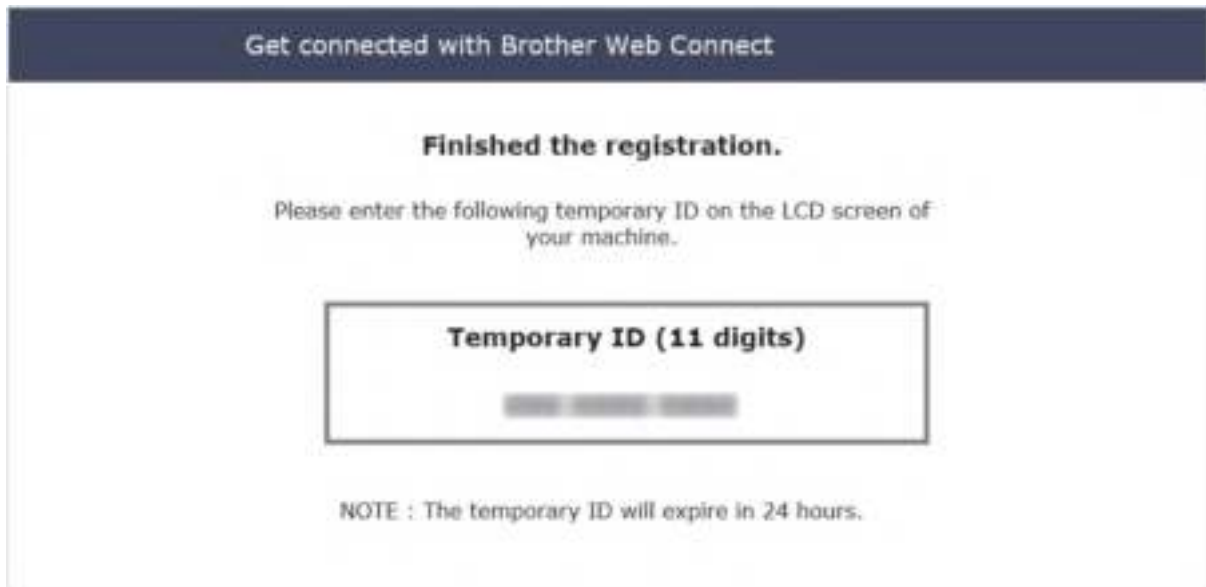 Get connected with Brother Web Connect
Finished the registration.
Please enter the following temporary ID on the LCD screen of
your machine.
Temporary ID (11 digits)
NOTE : The temporary ID will expire in 24 hours.